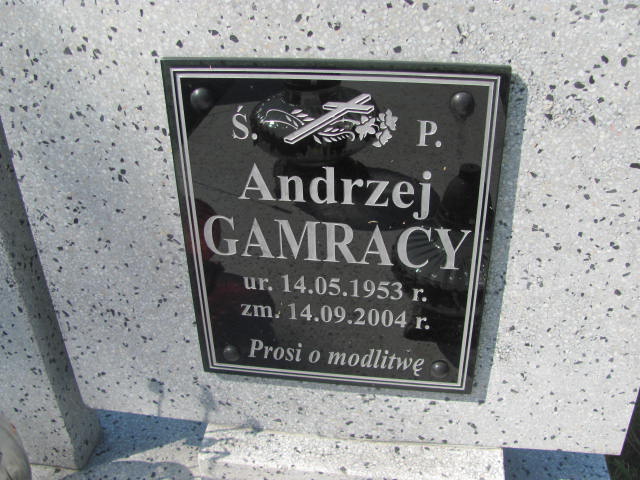 Ś. P.
Andrzej
GAMRACY
ur. 14.05.1953 r.
zm. 14.09.2004 r.
Prosi o modlitwę